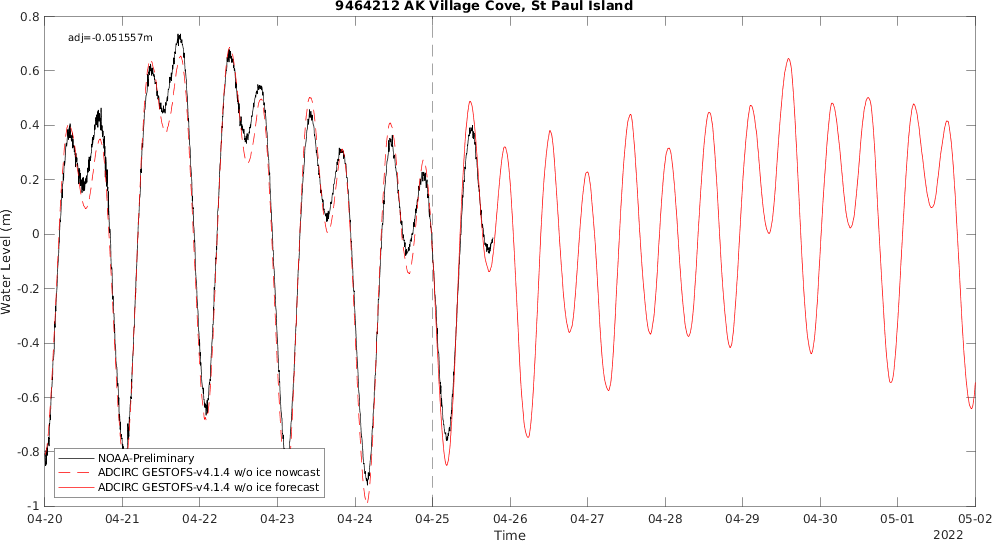 9464212 AK Village Cove, St Paul Island
adj=-0.051557m
Water Level (m)
0.8
0.6
0.4
0.2
0
-0.2
-0.4
-0.6
-0.8
-1
NOAA-Preliminary
ADCIRC GESTOFS-v4.1.4 w/o ice nowcast
ADCIRC GESTOFS-v4.1.4 w/o ice forecast
04-20 04-21 04-22 04-23 04-24 04-25 04-26 04-27 04-28 04-29 04-30 05-01 05-02
Time
2022